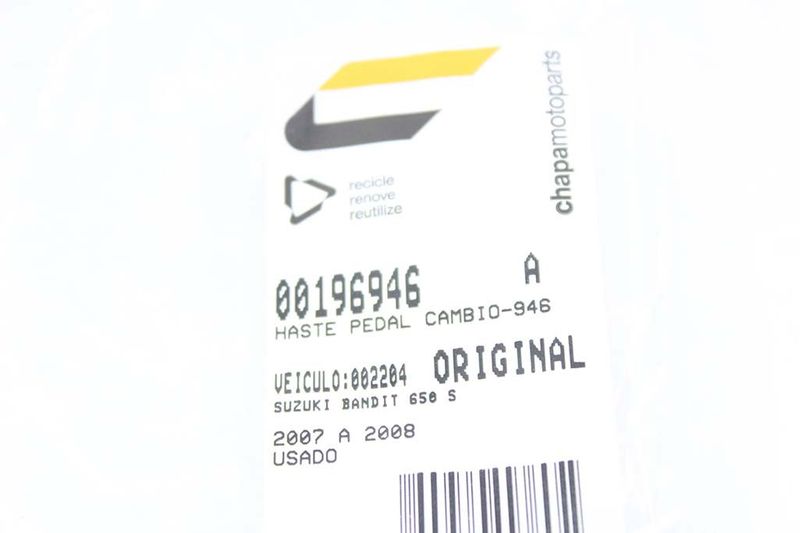 chapamotoparts
recicle
renove
reutilize
A
00196946
HASTE PEDAL CAMBIO-946
VEICULO:002204 ORIGINAL
SUZUKI BANDIT 650 S
2007 A 2008
USADO